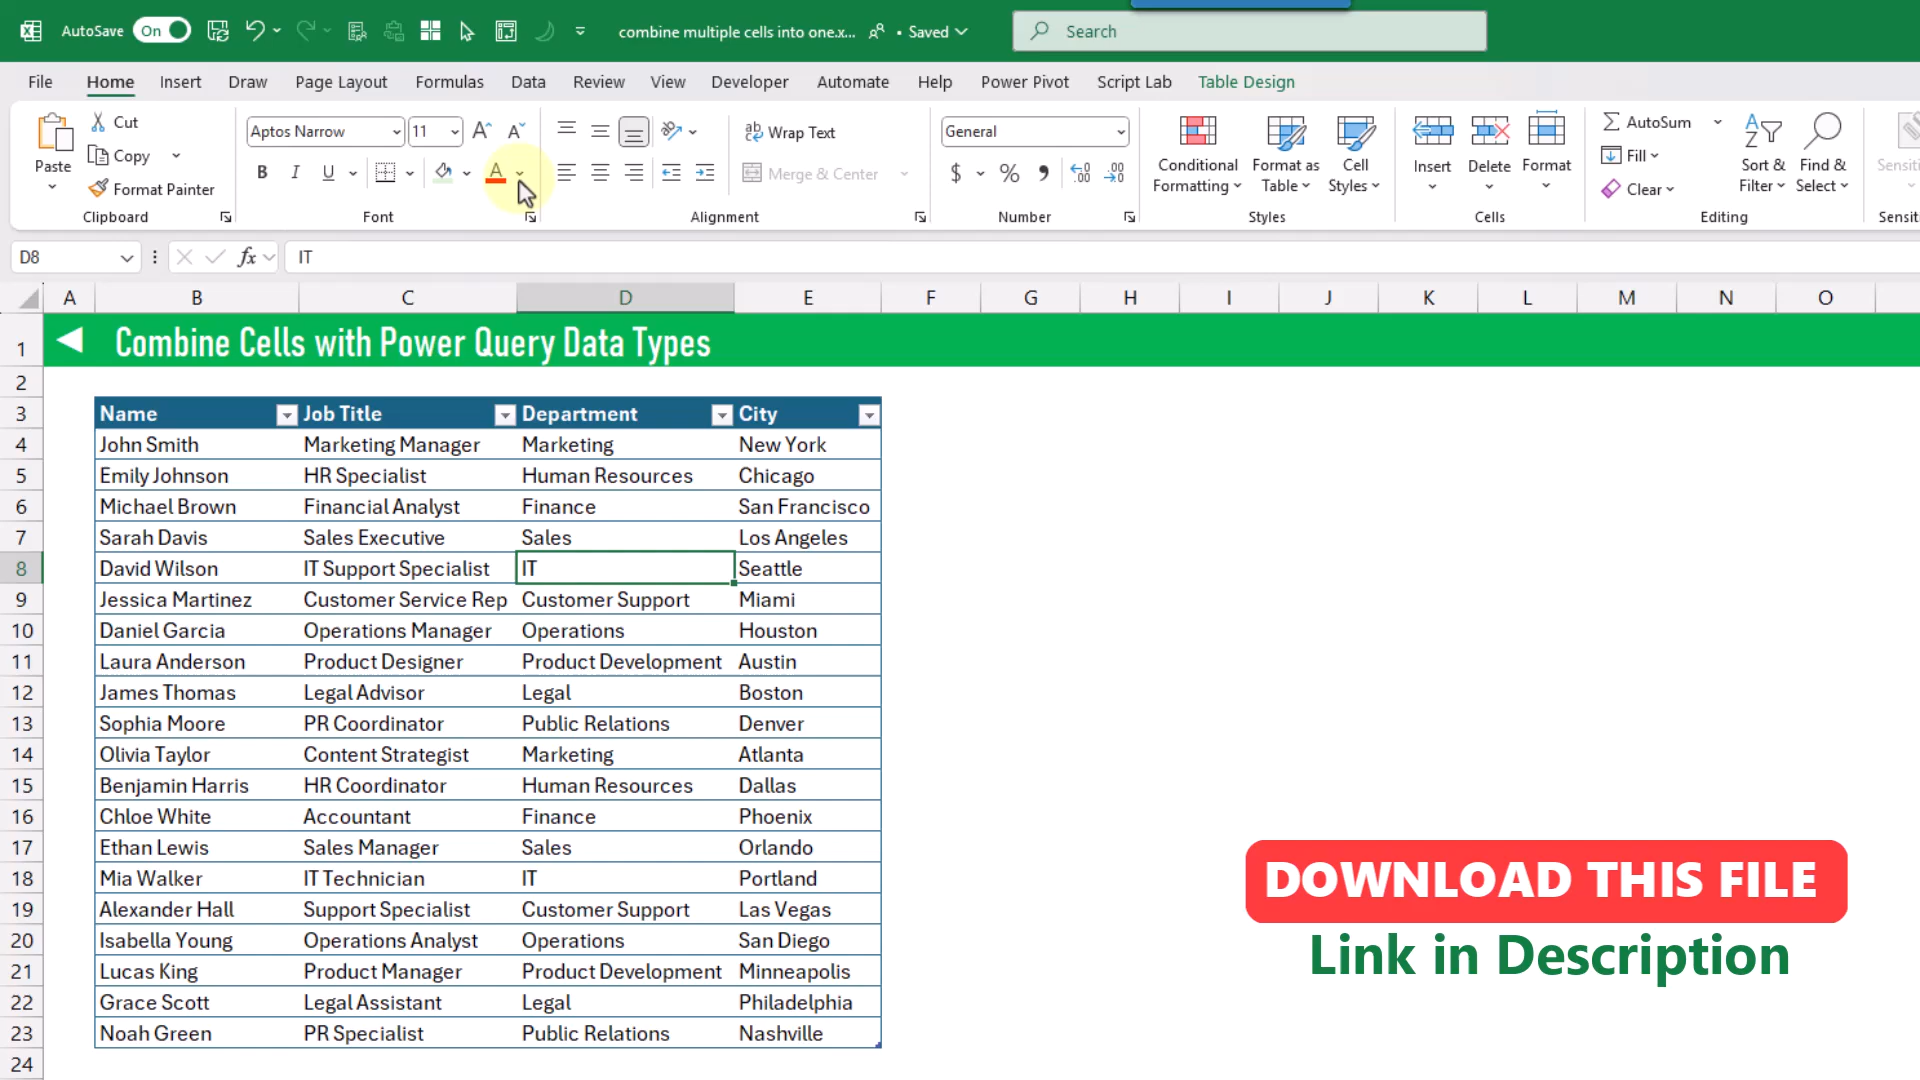 AutoSave On combine multiple cells into one.x... • Saved Search
File Home Insert Draw Page Layout Formulas Data Review View Developer Automate Help Power Pivot Script Lab Table Design
Paste Cut Copy Format Painter Clipboard
Aptos Narrow 11 B I U A Font
Wrap Text Merge & Center Alignment
General $ % Number
Conditional Formatting Format as Table Cell Styles Styles
Insert Delete Format Cells
AutoSum Fill Clear Sort & Filter Find & Select Editing
Sensiti
Sensiti
D8 fx IT
A B C D E F G H I J K L M N O
1 Combine Cells with Power Query Data Types
2
3 Name Job Title Department City
4 John Smith Marketing Manager Marketing New York
5 Emily Johnson HR Specialist Human Resources Chicago
6 Michael Brown Financial Analyst Finance San Francisco
7 Sarah Davis Sales Executive Sales Los Angeles
8 David Wilson IT Support Specialist IT Seattle
9 Jessica Martinez Customer Service Rep Customer Support Miami
10 Daniel Garcia Operations Manager Operations Houston
11 Laura Anderson Product Designer Product Development Austin
12 James Thomas Legal Advisor Legal Boston
13 Sophia Moore PR Coordinator Public Relations Denver
14 Olivia Taylor Content Strategist Marketing Atlanta
15 Benjamin Harris HR Coordinator Human Resources Dallas
16 Chloe White Accountant Finance Phoenix
17 Ethan Lewis Sales Manager Sales Orlando
18 Mia Walker IT Technician IT Portland
19 Alexander Hall Support Specialist Customer Support Las Vegas
20 Isabella Young Operations Analyst Operations San Diego
21 Lucas King Product Manager Product Development Minneapolis
22 Grace Scott Legal Assistant Legal Philadelphia
23 Noah Green PR Specialist Public Relations Nashville
24
DOWNLOAD THIS FILE
Link in Description